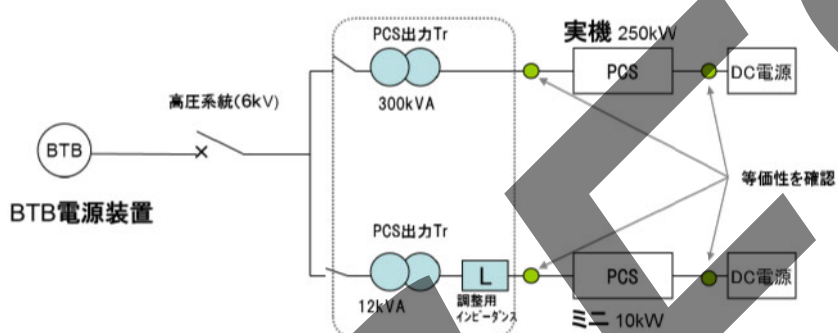 PCS出力Tr
300kVA
実機 250kW
PCS
DC電源
高圧系統(6kV)
BTB
BTB電源装置
等価性を確認
PCS出力Tr
12kVA
L
調整用
インピーダンス
PCS
DC電源
ミニ 10kW